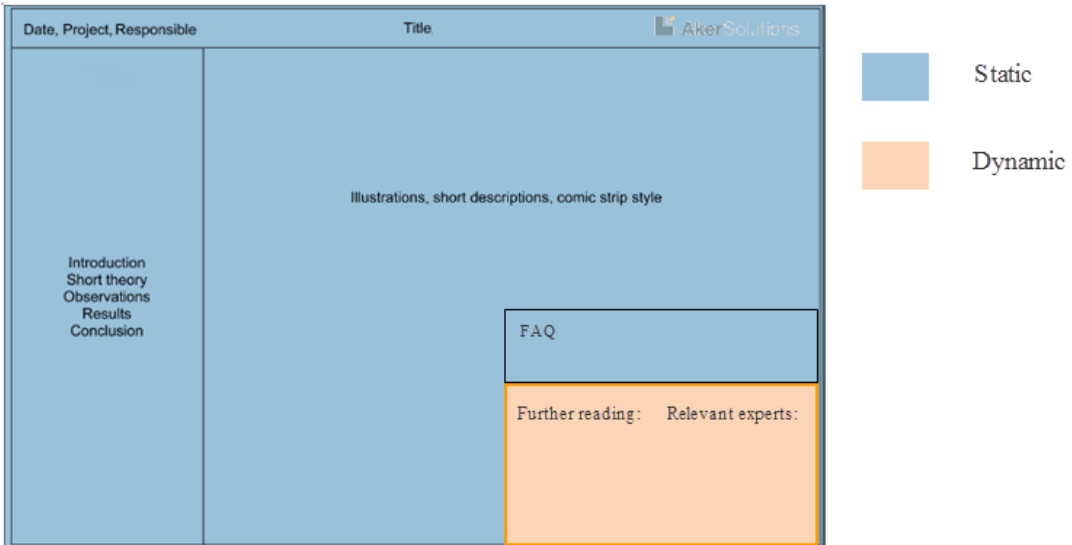 Date, Project, Responsible
Title
AkerSolutions
Static
Dynamic
Illustrations, short descriptions, comic strip style
Introduction
Short theory
Observations
Results
Conclusion
FAQ
Further reading: Relevant experts: